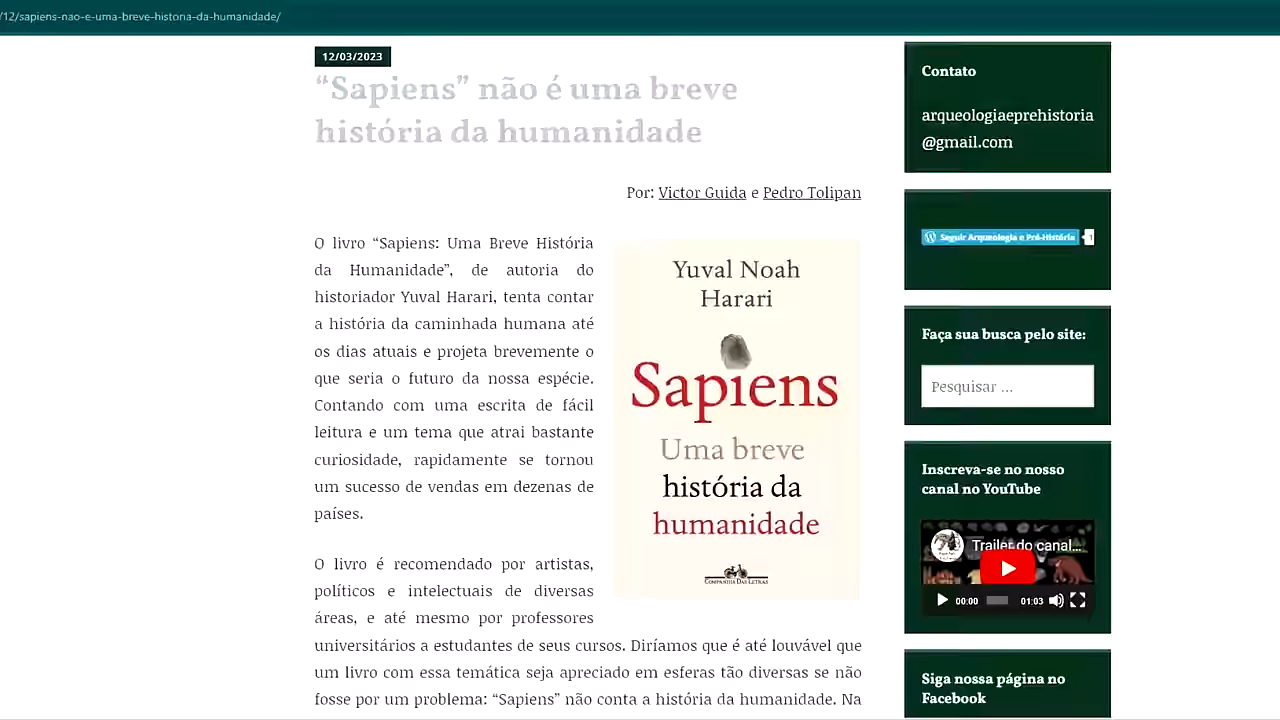 /12/sapiens-nao-e-uma-breve-historia-da-humanidade/
12/03/2023
“Sapiens” não é uma breve
história da humanidade
Por: Victor Guida e Pedro Tolipan
O livro “Sapiens: Uma Breve História
da Humanidade”, de autoria do
historiador Yuval Harari, tenta contar
a história da caminhada humana até
os dias atuais e projeta brevemente o
que seria o futuro da nossa espécie.
Contando com uma escrita de fácil
leitura e um tema que atrai bastante
curiosidade, rapidamente se tornou
um sucesso de vendas em dezenas de
países.
Yuval Noah
Harari
Sapiens
Uma breve
história da
humanidade
Companhia Das Letras
O livro é recomendado por artistas,
políticos e intelectuais de diversas
áreas, e até mesmo por professores
universitários a estudantes de seus cursos. Diríamos que é até louvável que
um livro com essa temática seja apreciado em esferas tão diversas se não
fosse por um problema: “Sapiens” não conta a história da humanidade. Na
Contato
arqueologiaeprehistoria
@gmail.com
Seguir Arqueologia e Pré-História
Faça sua busca pelo site:
Pesquisar …
Inscreva-se no nosso
canal no YouTube
Trailer do canal...
00:00 01:03
Siga nossa página no
Facebook